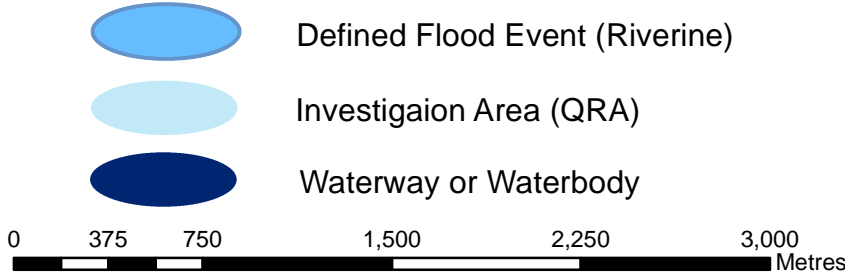 Defined Flood Event (Riverine)
Investigaion Area (QRA)
Waterway or Waterbody
0 375 750 1,500 2,250 3,000
Metres